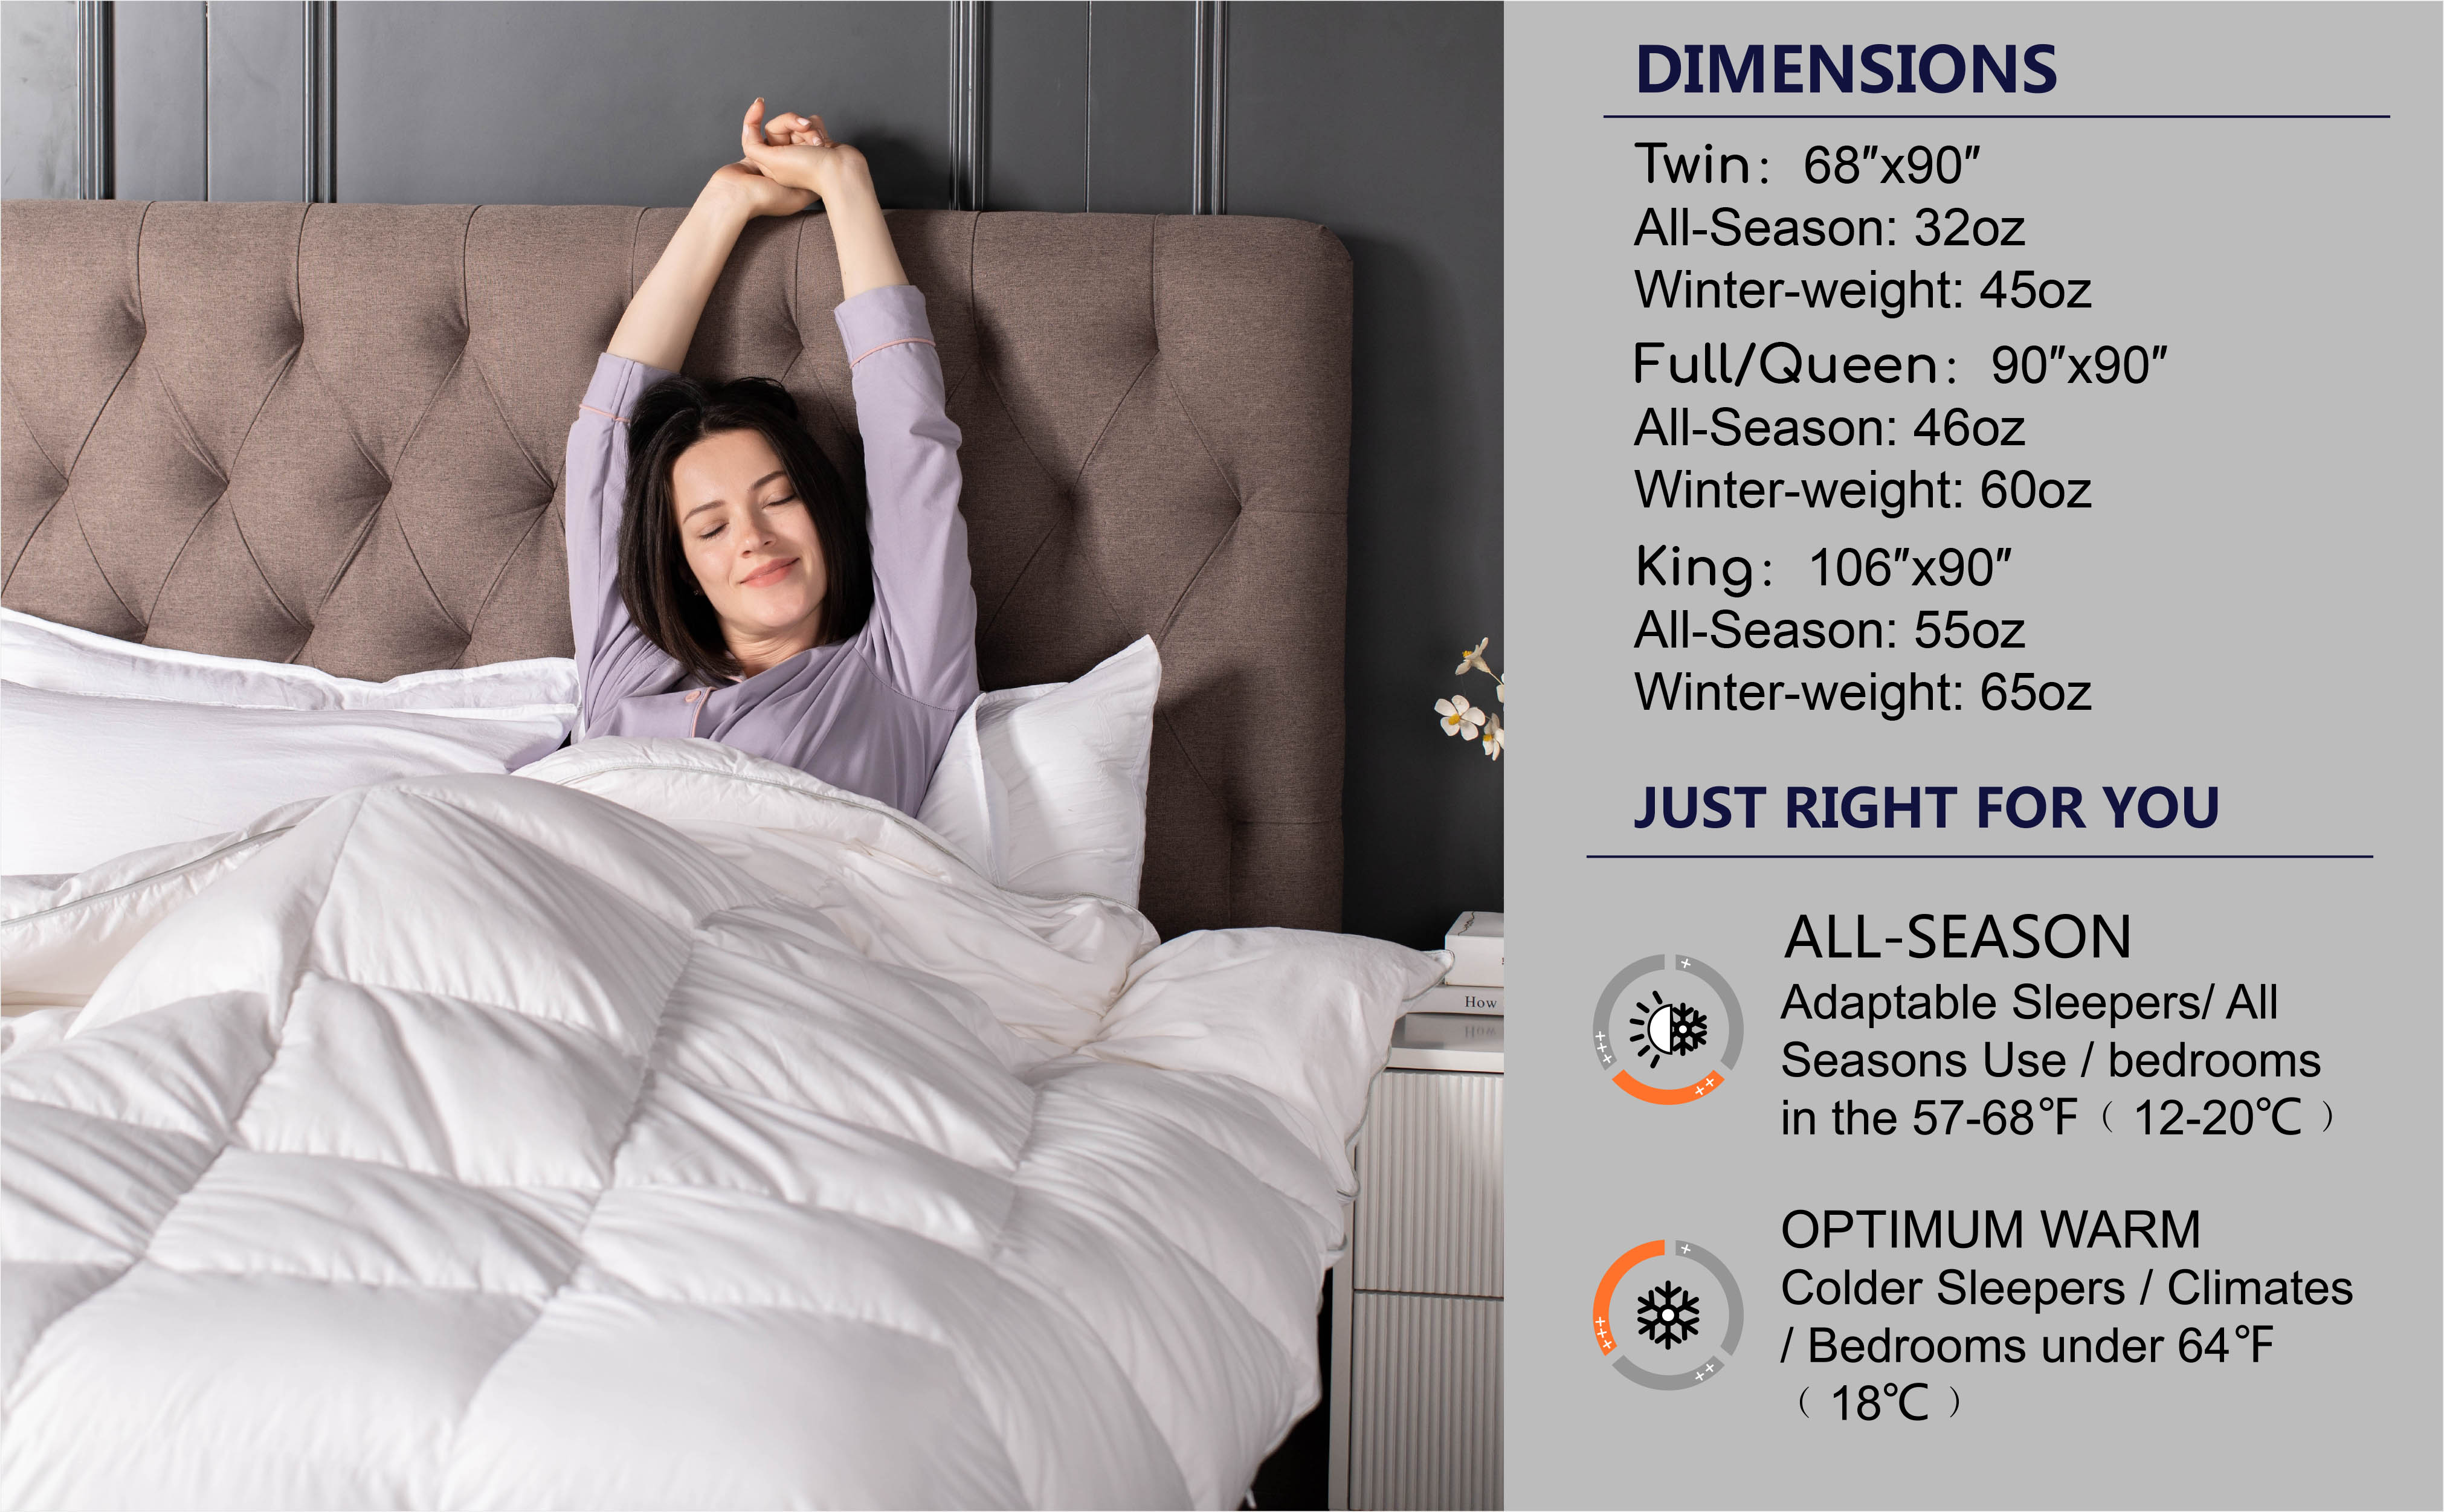 DIMENSIONS
Twin： 68″x90″
All-Season: 32oz
Winter-weight: 45oz
Full/Queen： 90″x90″
All-Season: 46oz
Winter-weight: 60oz
King： 106″x90″
All-Season: 55oz
Winter-weight: 65oz
JUST RIGHT FOR YOU
ALL-SEASON
Adaptable Sleepers/ All
Seasons Use / bedrooms
in the 57-68℉（ 12-20℃ ）
OPTIMUM WARM
Colder Sleepers / Climates
/ Bedrooms under 64℉
（ 18℃ ）
How